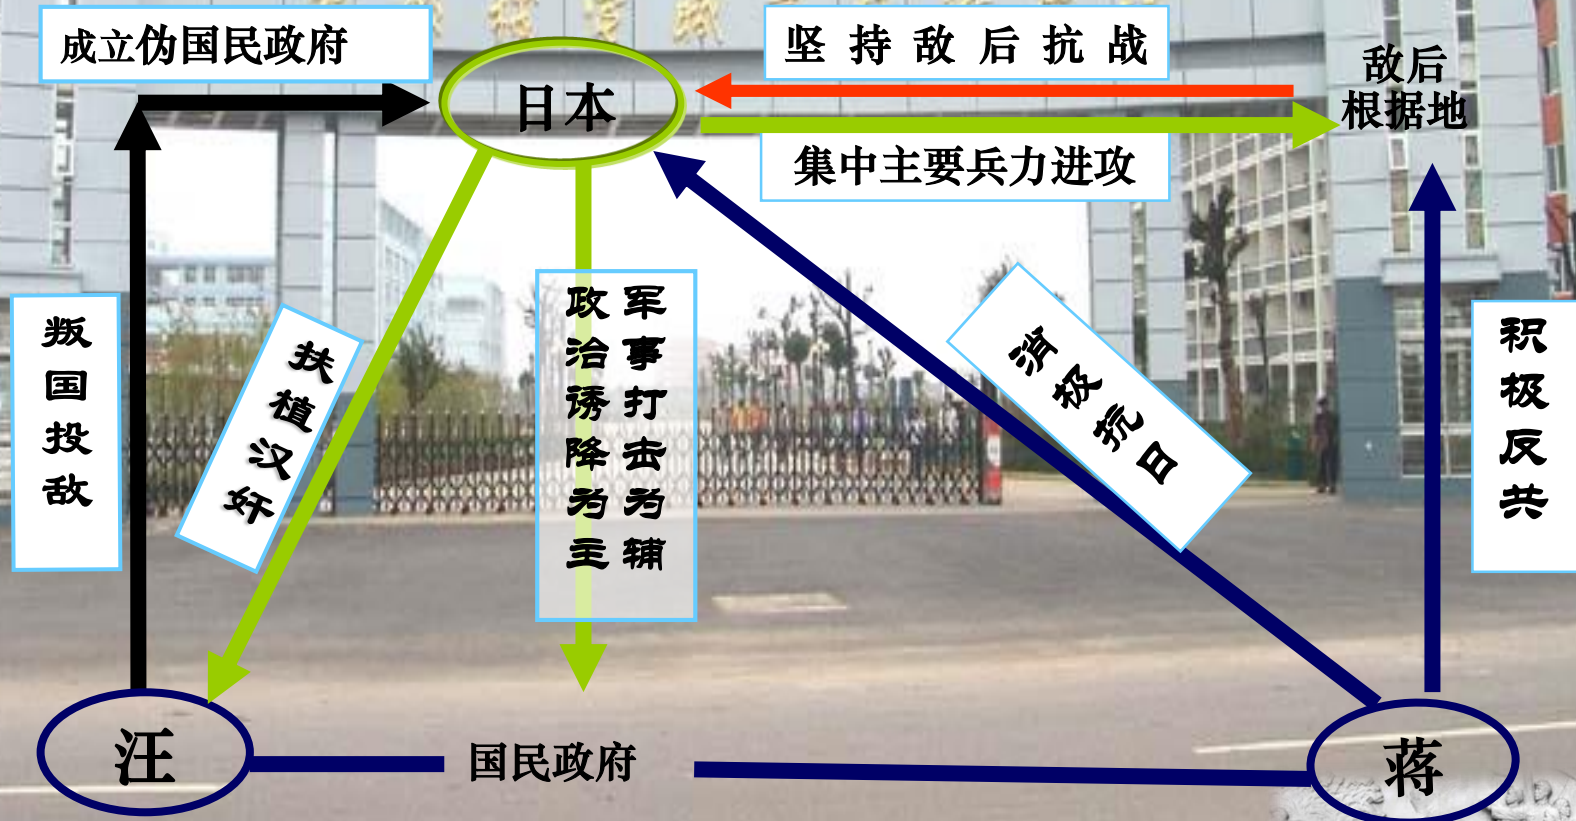 成立伪国民政府
日本
坚持敌后抗战
敌后
根据地
集中主要兵力进攻
叛国投敌
扶植汉奸
军事打击为辅
政治诱降为主
消极抗日
积极反共
汪
国民政府
蒋